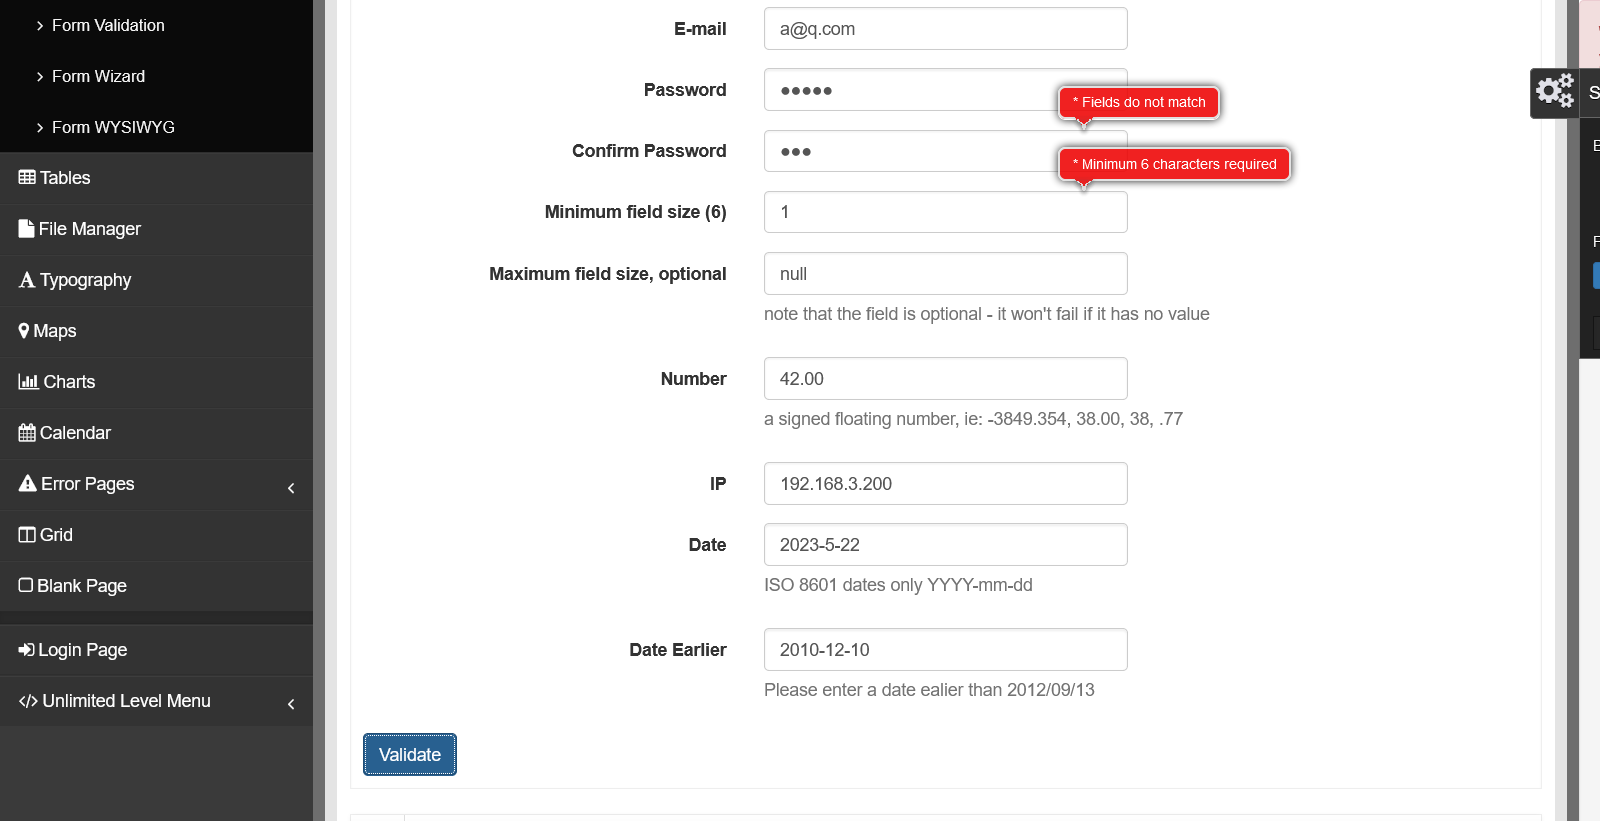 Form Validation
Form Wizard
Form WYSIWYG
Tables
File Manager
Typography
Maps
Charts
Calendar
Error Pages
Grid
Blank Page
Login Page
Unlimited Level Menu
E-mail
a@q.com
Password
•••••
* Fields do not match
Confirm Password
•••
* Minimum 6 characters required
Minimum field size (6)
1
Maximum field size, optional
null
note that the field is optional - it won't fail if it has no value
Number
42.00
a signed floating number, ie: -3849.354, 38.00, 38, .77
IP
192.168.3.200
Date
2023-5-22
ISO 8601 dates only YYYY-mm-dd
Date Earlier
2010-12-10
Please enter a date ealier than 2012/09/13
Validate